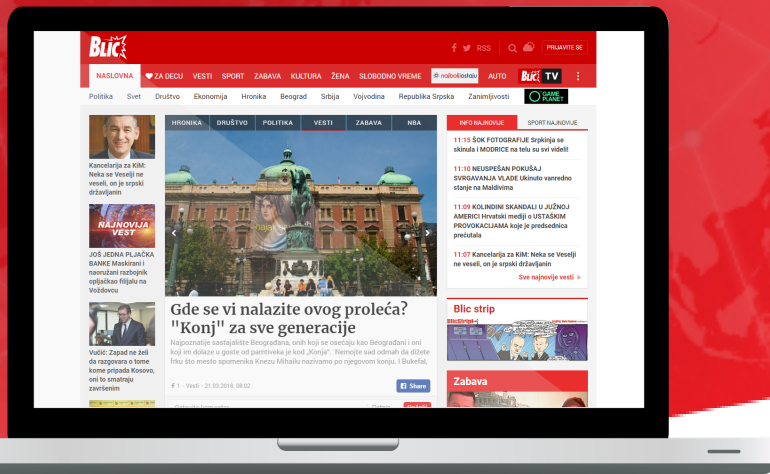 Blic
RSS
PRIJAVITE SE
NASLOVNA
ZA DECU
VESTI
SPORT
ZABAVA
KULTURA
ŽENA
SLOBODNO VREME
AUTO
Blic TV
Politika
Svet
Društvo
Ekonomija
Hronika
Beograd
Srbija
Vojvodina
Republika Srpska
Zanimljivosti
GAME
PLANET
Kancelarija za KiM:
Neka se Veselji ne
veseli, on je srpski
državljanin
NAJNOVIJA
VEST
JOŠ JEDNA PLJAČKA
BANKE Maskirani i
naoružani razbojnik
opljačkao filijalu na
Voždovcu
Vučić: Zapad ne želi
da razgovara o tome
kome pripada Kosovo,
oni to smatraju
završenim
HRONIKA
DRUŠTVO
POLITIKA
VESTI
ZABAVA
NBA
Gde se vi nalazite ovog proleća?
"Konj" za sve generacije
Najpoznatije sastajalište Beograđana, onih koji se osećaju kao Beograđani i oni
koji im dolaze u goste od pamtiveka je kod „Konja". Nemojte sad odmah da dižete
frku što mesto spomenika Knezu Mihailu nazivamo po njegovom konju. I Bukefal,
1 - Vesti - 21.03.2018. 08:02
Share
INFO NAJNOVIJE
SPORT NAJNOVIJE
11:15 ŠOK FOTOGRAFIJE Srpkinja se
skinula i MODRICE na telu su svi videli!
11:10 NEUSPEŠAN POKUŠAJ
SVRGAVANJA VLADE Ukinuto vanredno
stanje na Maldivima
11:09 KOLINDINI SKANDALI U JUŽNOJ
AMERICI Hrvatski mediji o USTAŠKIM
PROVOKACIJAMA koje je predsednica
prećutala
11:07 Kancelarija za KiM: Neka se Veselji
ne veseli, on je srpski državljanin
Sve najnovije vesti »
Blic strip
Zabava